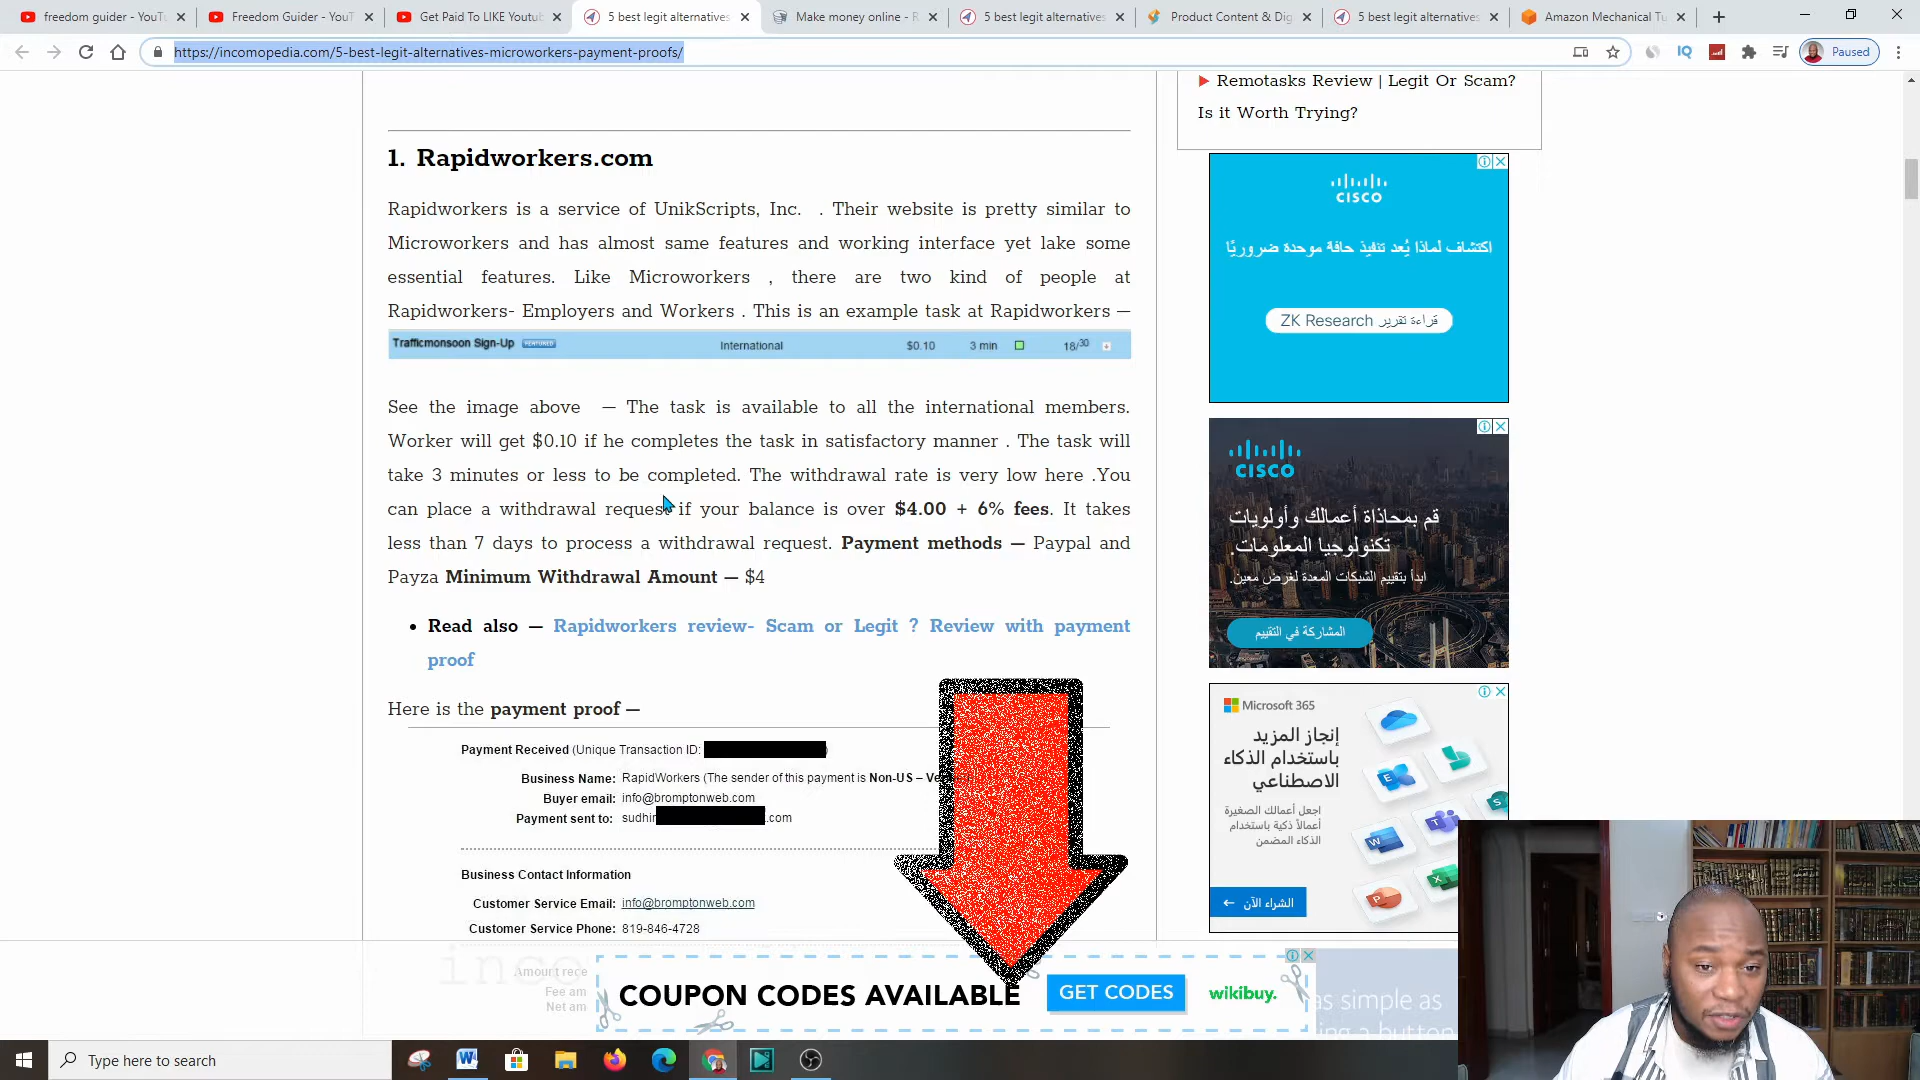 freedom guider - YouTu
Freedom Guider - YouT
Get Paid To LIKE Youtub
5 best legit alternatives
Make money online - R
5 best legit alternatives
Product Content & Dig
5 best legit alternatives
Amazon Mechanical Tu
https://incomopedia.com/5-best-legit-alternatives-microworkers-payment-proofs/
Paused
Remotasks Review | Legit Or Scam?
Is it Worth Trying?
1. Rapidworkers.com
Rapidworkers is a service of UnikScripts, Inc. . Their website is pretty similar to
Microworkers and has almost same features and working interface yet lake some
essential features. Like Microworkers , there are two kind of people at
Rapidworkers- Employers and Workers . This is an example task at Rapidworkers —
Trafficmonsoon Sign-Up FEATURED International $0.10 3 min 18/30
See the image above — The task is available to all the international members.
Worker will get $0.10 if he completes the task in satisfactory manner . The task will
take 3 minutes or less to be completed. The withdrawal rate is very low here .You
can place a withdrawal request if your balance is over $4.00 + 6% fees. It takes
less than 7 days to process a withdrawal request. Payment methods — Paypal and
Payza Minimum Withdrawal Amount — $4
Read also — Rapidworkers review- Scam or Legit ? Review with payment
proof
Here is the payment proof —
Payment Received (Unique Transaction ID:
Business Name: RapidWorkers (The sender of this payment is Non-US – Ve
Buyer email: info@bromptonweb.com
Payment sent to: sudhir .com
Business Contact Information
Customer Service Email: info@bromptonweb.com
Customer Service Phone: 819-846-4728
Amount rece
Fee am
Net am
inco
COUPON CODES AVAILABLE
GET CODES
wikibuy.
as simple as
ing a button
CISCO
اكتشاف لماذا يُعد تنفيذ حافة موحدة ضروريًا
قراءة تقرير ZK Research
CISCO
قم بمحاذاة أعمالك وأولويات
تكنولوجيا المعلومات.
ابدأ بتقييم الشبكات المعدة لغرض معين.
المشاركة في التقييم
Microsoft 365
إنجاز المزيد
باستخدام الذكاء
الاصطناعي
اجعل أعمالك الصغيرة
أعمالاً ذكية باستخدام
الذكاء المضمن
الشراء الآن
Type here to search